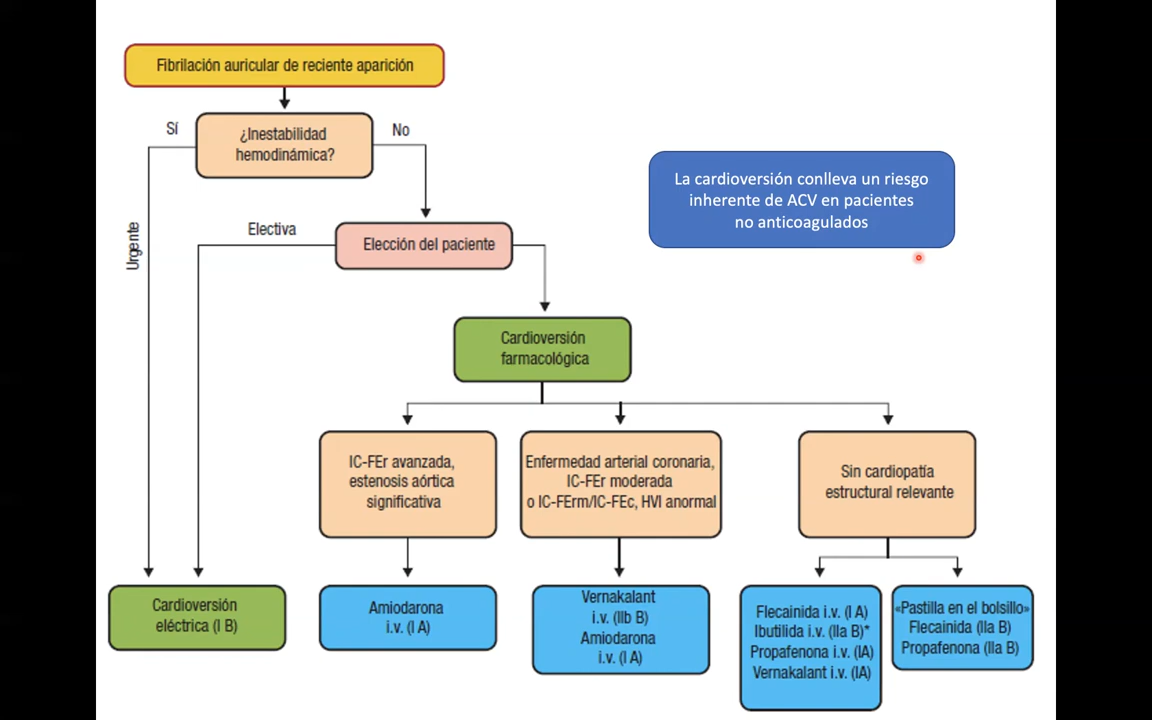 Fibrilación auricular de reciente aparición
Sí
¿Inestabilidad
hemodinámica?
No
La cardioversión conlleva un riesgo
inherente de ACV en pacientes
no anticoagulados
Urgente
Electiva
Elección del paciente
Cardioversión
farmacológica
IC-FEr avanzada,
estenosis aórtica
significativa
Enfermedad arterial coronaria,
IC-FEr moderada
o IC-FErm/IC-FEc, HVI anormal
Sin cardiopatía
estructural relevante
Cardioversión
eléctrica (I B)
Amiodarona
i.v. (I A)
Vernakalant
i.v. (IIb B)
Amiodarona
i.v. (I A)
Flecainida i.v. (I A)
Ibutilida i.v. (IIa B)*
Propafenona i.v. (IA)
Vernakalant i.v. (IA)
«Pastilla en el bolsillo»
Flecainida (IIa B)
Propafenona (IIa B)